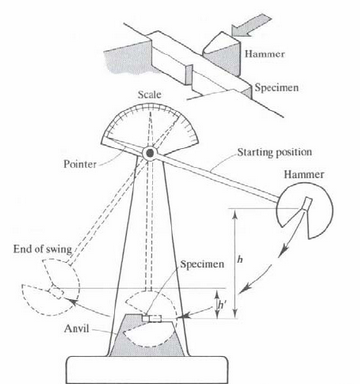 Hammer
Specimen
Scale
Pointer
Starting position
Hammer
End of swing
Specimen
h
h'
Anvil